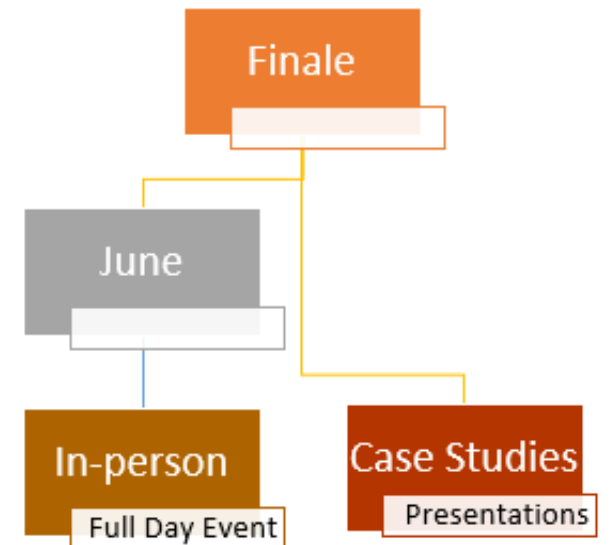 Finale
June
In-person
Full Day Event
Case Studies
Presentations